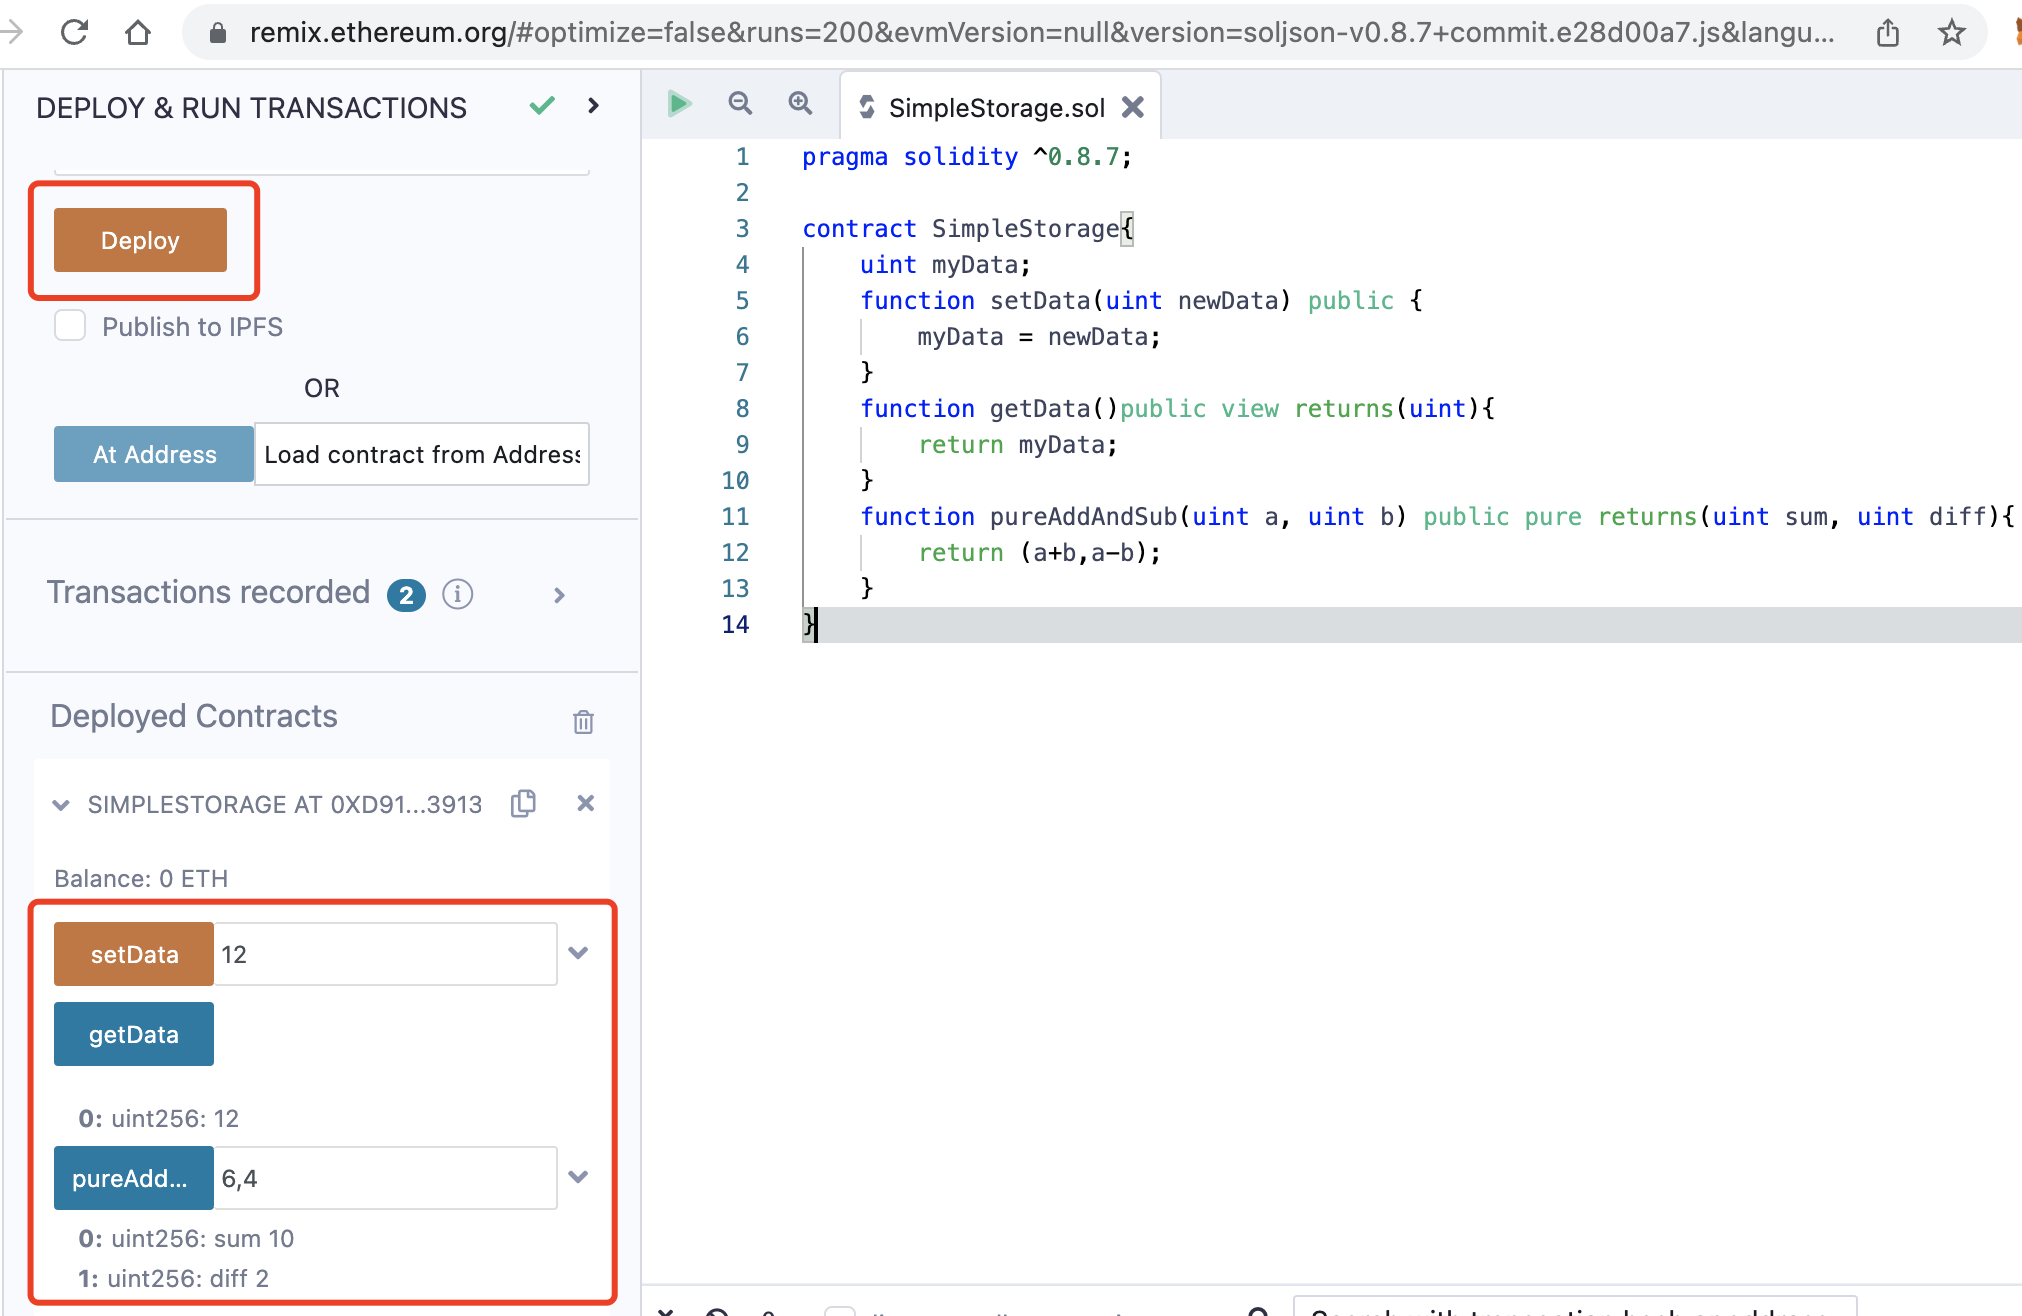 remix.ethereum.org/#optimize=false&runs=200&evmVersion=null&version=soljson-v0.8.7+commit.e28d00a7.js&langu...
DEPLOY & RUN TRANSACTIONS
Deploy
Publish to IPFS
OR
At Address
Load contract from Address
Transactions recorded 2 i
Deployed Contracts
SIMPLESTORAGE AT 0XD91...3913
Balance: 0 ETH
setData 12
getData
0: uint256: 12
pureAdd... 6,4
0: uint256: sum 10
1: uint256: diff 2
SimpleStorage.sol
1 pragma solidity ^0.8.7;
2
3 contract SimpleStorage{
4 uint myData;
5 function setData(uint newData) public {
6 myData = newData;
7 }
8 function getData()public view returns(uint){
9 return myData;
10 }
11 function pureAddAndSub(uint a, uint b) public pure returns(uint sum, uint diff){
12 return (a+b,a-b);
13 }
14 }